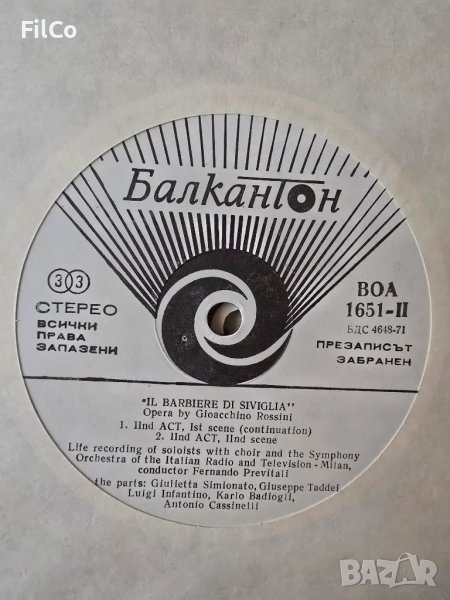 FilCo
Балкантон
33
СТЕРЕО
ВСИЧКИ
ПРАВА
ЗАПАЗЕНИ
ВОА
1651-II
БДС 4648-71
ПРЕЗАПИСЪТ
ЗАБРАНЕН
"IL BARBIERE DI SIVIGLIA"
Opera by Gioacchino Rossini
1. IInd ACT, Ist scene (continuation)
2. IInd ACT, IInd scene
Life recording of soloists with choir and the Symphony
Orchestra of the Italian Radio and Television - Milan,
conductor Fernando Previtali
the parts: Giulietta Simionato, Giuseppe Taddei
Luigi Infantino, Karlo Badiogli,
Antonio Cassinelli
BAZAR